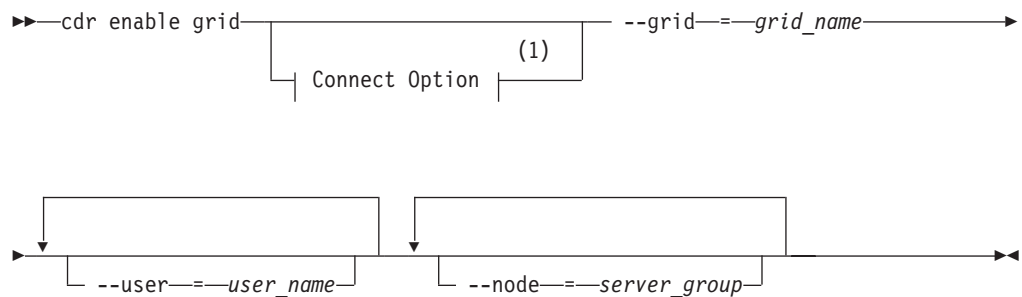 cdr enable grid --grid = grid_name
(1)
Connect Option
--user = user_name --node = server_group